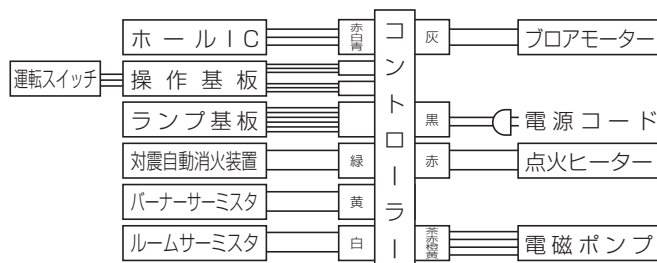 ホールIC 赤白青 コントローラー 灰 ブロアモーター
運転スイッチ 操作基板
ランプ基板 黒 電源コード
対震自動消火装置 緑 赤 点火ヒーター
バーナーサーミスタ 黄
ルームサーミスタ 白 茶赤橙黄 電磁ポンプ